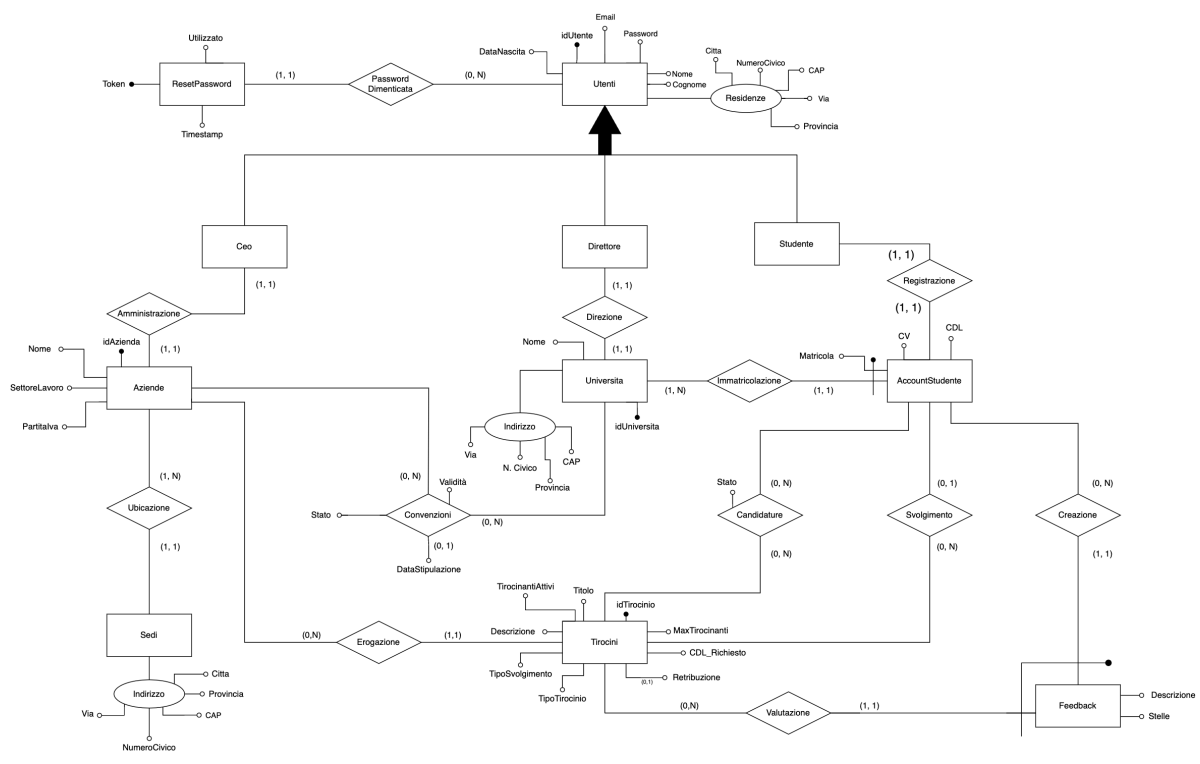 Email
Utilizzato
idUtente
Password
DataNascita
Citta
NumeroCivico
CAP
Token
ResetPassword
(1, 1)
Password
Dimenticata
(0, N)
Utenti
Nome
Cognome
Residenze
Via
Timestamp
Provincia
Ceo
Direttore
Studente
(1, 1)
(1, 1)
(1, 1)
Registrazione
Amministrazione
Direzione
(1, 1)
Nome
idAzienda
(1, 1)
Nome
(1, 1)
CV
CDL
Matricola
SettoreLavoro
Aziende
Universita
(1, N)
Immatricolazione
(1, 1)
AccountStudente
PartitaIva
idUniversita
Indirizzo
Via
N. Civico
CAP
Provincia
(1, N)
(0, N)
Validità
Stato
(0, N)
(0, 1)
(0, N)
Ubicazione
Stato
Convenzioni
(0, N)
Candidature
Svolgimento
Creazione
(1, 1)
(0, 1)
(0, N)
(0, N)
(1, 1)
DataStipulazione
TirocinantiAttivi
Titolo
idTirocinio
Sedi
(0,N)
Erogazione
(1,1)
Descrizione
Tirocini
MaxTirocinanti
CDL_Richiesto
TipoSvolgimento
(0,1)
Retribuzione
TipoTirocinio
Indirizzo
Citta
Provincia
Via
CAP
NumeroCivico
(0,N)
Valutazione
(1, 1)
Feedback
Descrizione
Stelle